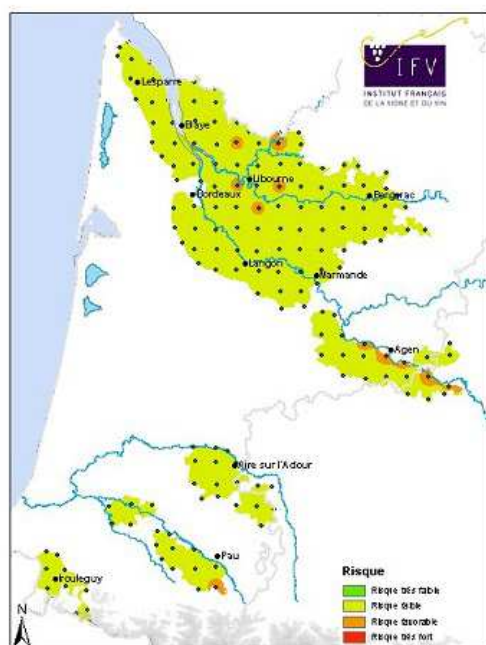 IFV
INSTITUT FRANÇAIS
DE LA VIGNE ET DU VIN
Lesparre
Blaye
Libourne
Bordeaux
Bergerac
Langon
Marmande
Agen
Aire sur l'Adour
Pau
Irouleguy
N
Risque
Risque très faible
Risque faible
Risque favorable
Risque très fort